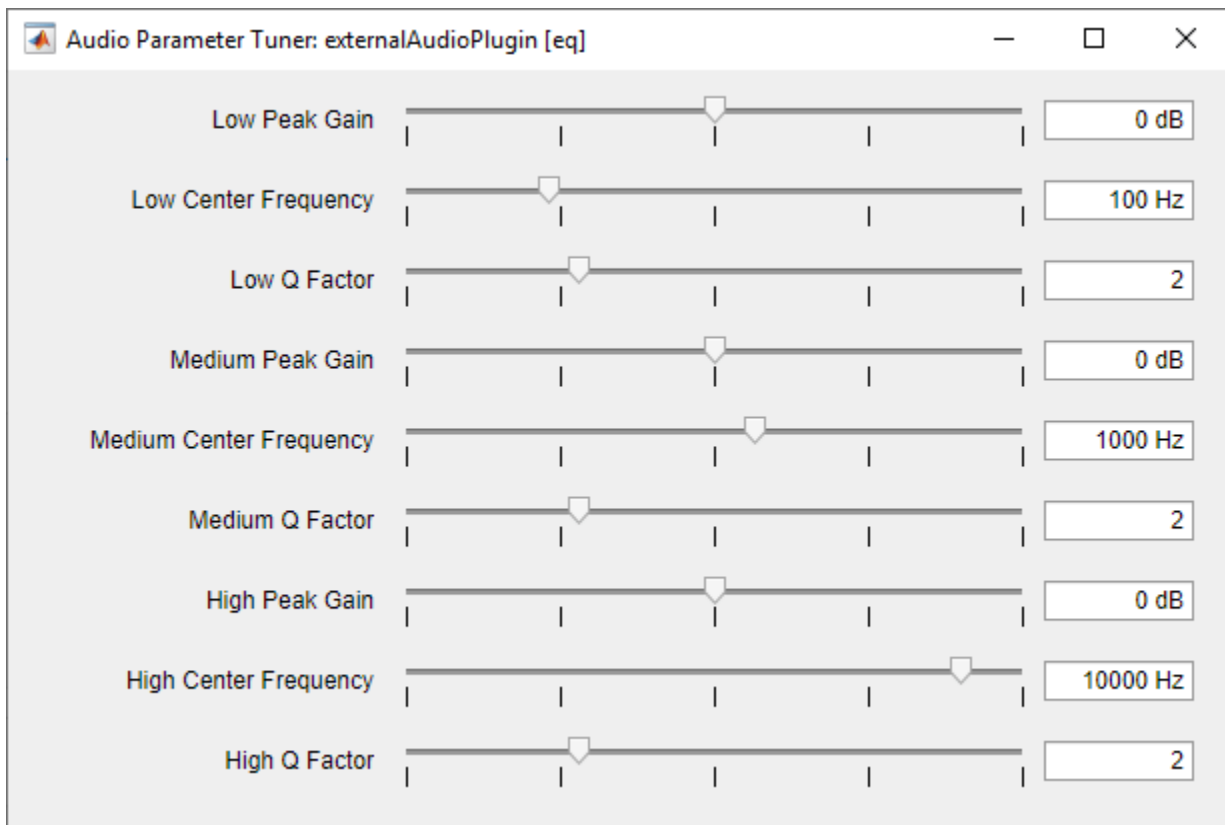 Audio Parameter Tuner: externalAudioPlugin [eq]
Low Peak Gain 0 dB
Low Center Frequency 100 Hz
Low Q Factor 2
Medium Peak Gain 0 dB
Medium Center Frequency 1000 Hz
Medium Q Factor 2
High Peak Gain 0 dB
High Center Frequency 10000 Hz
High Q Factor 2